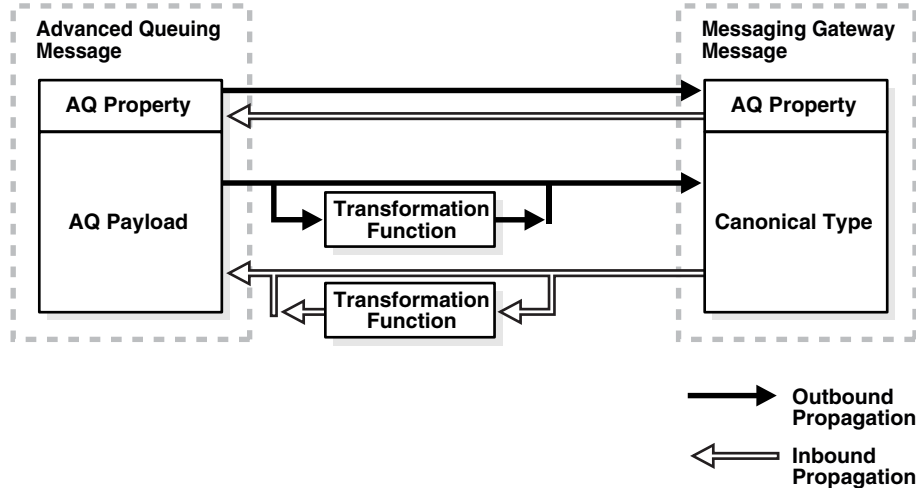 Advanced Queuing
Message
Messaging Gateway
Message
AQ Property
AQ Property
AQ Payload
Transformation
Function
Canonical Type
Transformation
Function
Outbound
Propagation
Inbound
Propagation